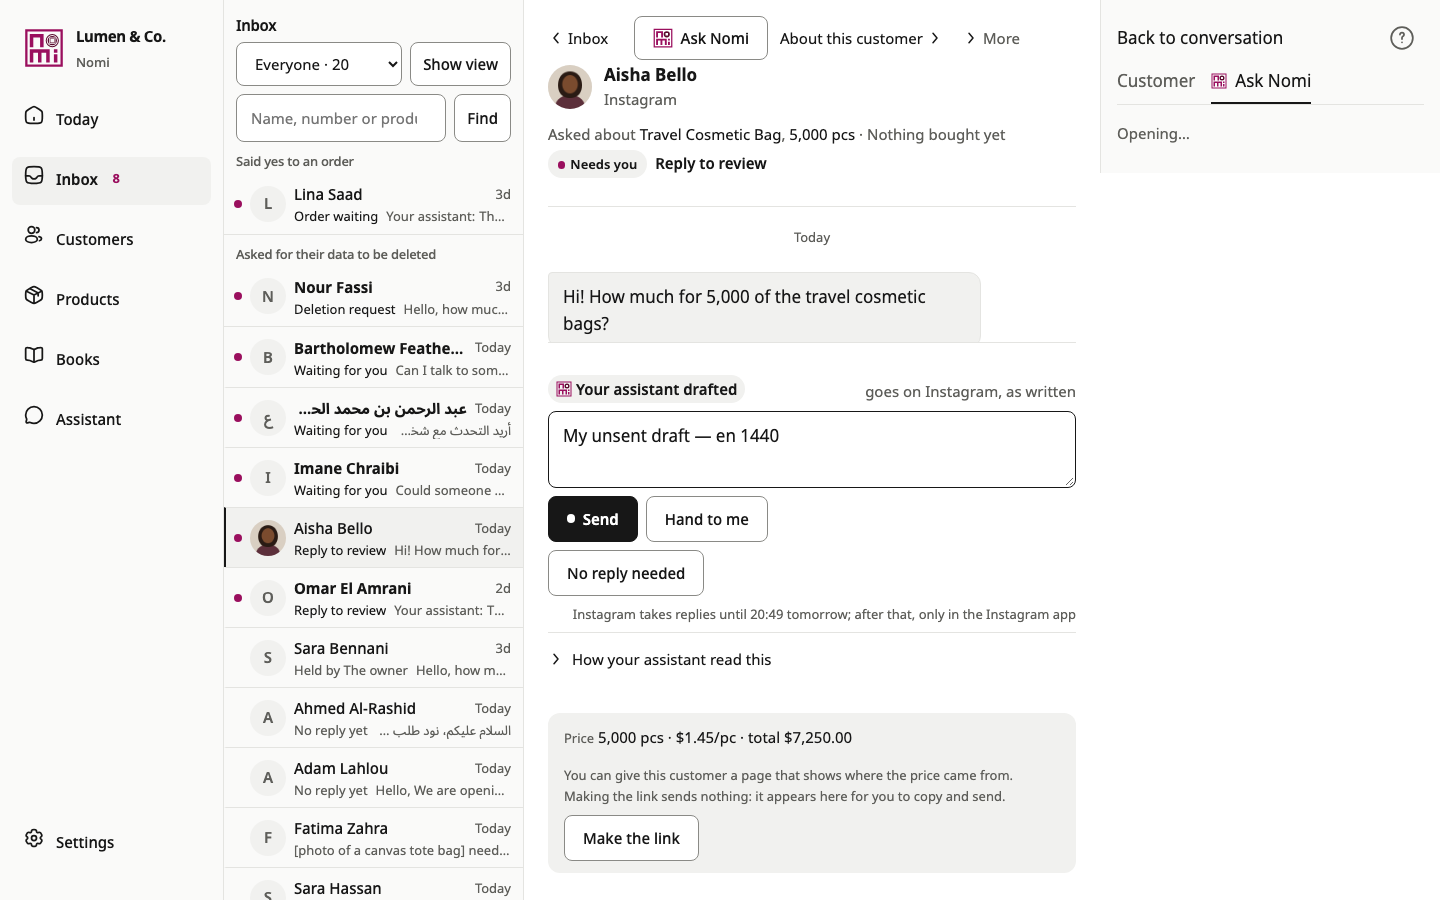 Lumen & Co.
Nomi
Today
Inbox 8
Customers
Products
Books
Assistant
Settings
Inbox
Everyone · 20
Show view
Name, number or produ
Find
Said yes to an order
L Lina Saad 3d
Order waiting Your assistant: Th...
Asked for their data to be deleted
N Nour Fassi 3d
Deletion request Hello, how muc...
B Bartholomew Feathe... Today
Waiting for you Can I talk to som...
ع عبد الرحمن بن محمد الح... Today
Waiting for you أريد التحدث مع شخ...
I Imane Chraibi Today
Waiting for you Could someone ...
Aisha Bello Today
Reply to review Hi! How much for...
O Omar El Amrani 2d
Reply to review Your assistant: T...
S Sara Bennani 3d
Held by The owner Hello, how m...
A Ahmed Al-Rashid Today
No reply yet السلام عليكم، نود طلب ...
A Adam Lahlou Today
No reply yet Hello, We are openi...
F Fatima Zahra Today
[photo of a canvas tote bag] need...
S Sara Hassan Today
Inbox
Ask Nomi
About this customer
More
Aisha Bello
Instagram
Asked about Travel Cosmetic Bag, 5,000 pcs · Nothing bought yet
Needs you Reply to review
Today
Hi! How much for 5,000 of the travel cosmetic
bags?
Your assistant drafted
goes on Instagram, as written
My unsent draft — en 1440
Send
Hand to me
No reply needed
Instagram takes replies until 20:49 tomorrow; after that, only in the Instagram app
How your assistant read this
Price 5,000 pcs · $1.45/pc · total $7,250.00
You can give this customer a page that shows where the price came from.
Making the link sends nothing: it appears here for you to copy and send.
Make the link
Back to conversation ?
Customer
Ask Nomi
Opening...